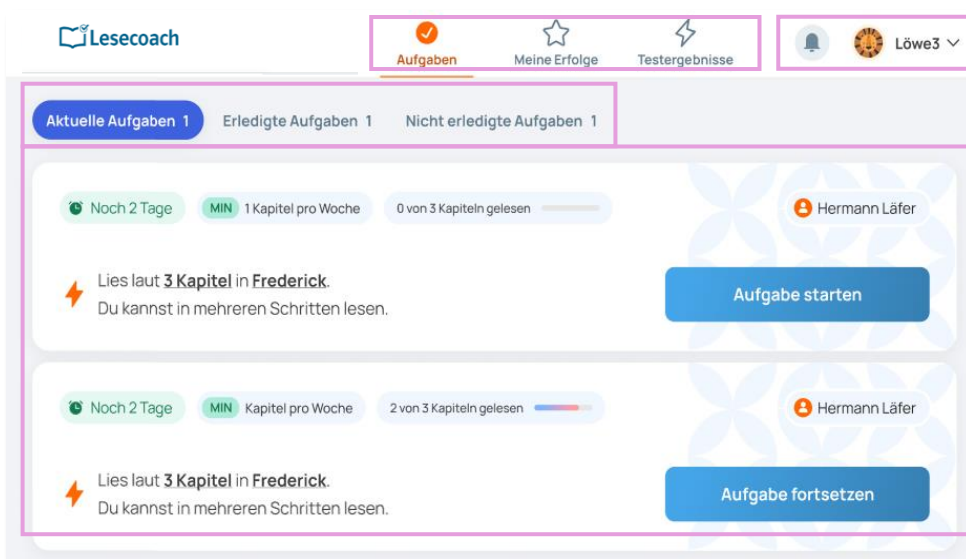 Lesecoach
Aufgaben
Meine Erfolge
Testergebnisse
Löwe3
Aktuelle Aufgaben 1
Erledigte Aufgaben 1
Nicht erledigte Aufgaben 1
Noch 2 Tage
MIN 1 Kapitel pro Woche
0 von 3 Kapiteln gelesen
Hermann Läfer
Lies laut 3 Kapitel in Frederick.
Du kannst in mehreren Schritten lesen.
Aufgabe starten
Noch 2 Tage
MIN Kapitel pro Woche
2 von 3 Kapiteln gelesen
Hermann Läfer
Lies laut 3 Kapitel in Frederick.
Du kannst in mehreren Schritten lesen.
Aufgabe fortsetzen